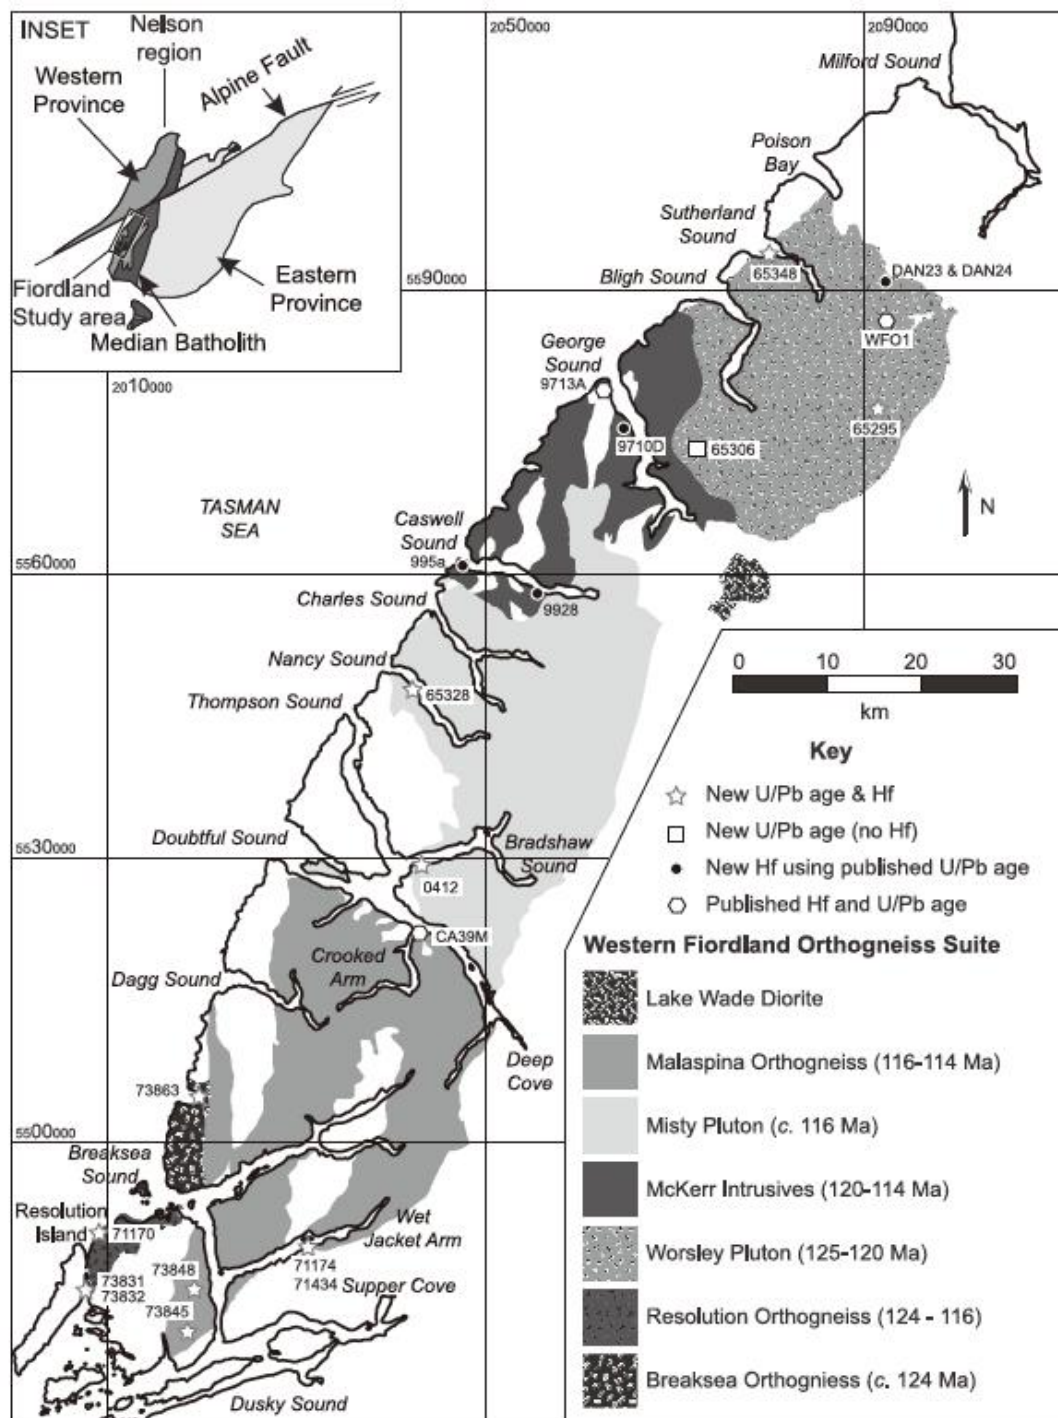 INSET
Nelson
region
Western
Province
Alpine Fault
Fiordland
Study area
Eastern
Province
Median Batholith
2050000
2090000
Milford Sound
Poison
Bay
Sutherland
Sound
65348
Bligh Sound
DAN23 & DAN24
5590000
WFO1
George
Sound
9713A
2010000
65295
9710D
65306
N
TASMAN
SEA
Caswell
Sound
995a
5560000
9928
Charles Sound
Nancy Sound
65328
Thompson Sound
0 10 20 30
km
Key
New U/Pb age & Hf
New U/Pb age (no Hf)
New Hf using published U/Pb age
Published Hf and U/Pb age
Doubtful Sound
5530000
Bradshaw
Sound
0412
CA39M
Crooked
Arm
Dagg Sound
Deep
Cove
73863
5500000
Breaksea
Sound
Resolution
Island
71170
Wet
Jacket Arm
73848
73831
73832
71174
71434
Supper Cove
73845
Dusky Sound
Western Fiordland Orthogneiss Suite
Lake Wade Diorite
Malaspina Orthogneiss (116-114 Ma)
Misty Pluton (c. 116 Ma)
McKerr Intrusives (120-114 Ma)
Worsley Pluton (125-120 Ma)
Resolution Orthogneiss (124 - 116)
Breaksea Orthogniess (c. 124 Ma)